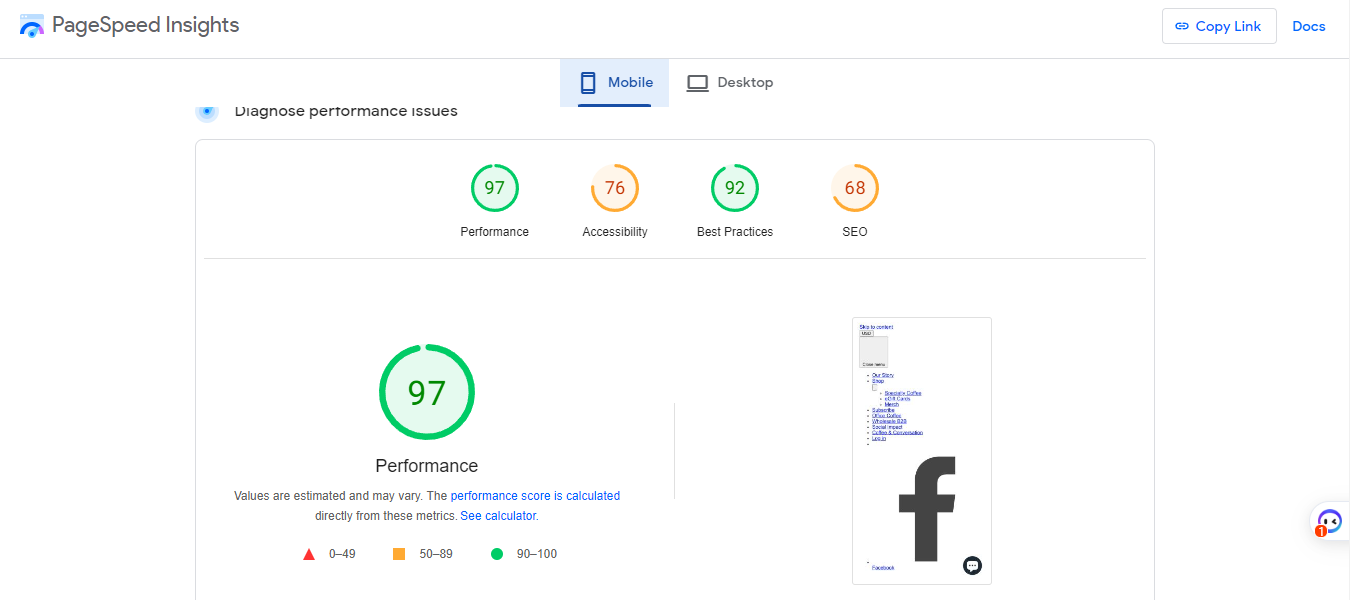 PageSpeed Insights
Copy Link
Docs
Mobile
Desktop
Diagnose performance issues
97
76
92
68
Performance
Accessibility
Best Practices
SEO
97
Performance
Values are estimated and may vary. The performance score is calculated
directly from these metrics. See calculator.
0–49
50–89
90–100
Skip to content
USD
Close menu
Our Story
Shop
Specialty Coffee
eGift Cards
Merch
Subscribe
Office Coffee
Wholesale B2B
Social Impact
Coffee & Conversation
Log in
Facebook
1